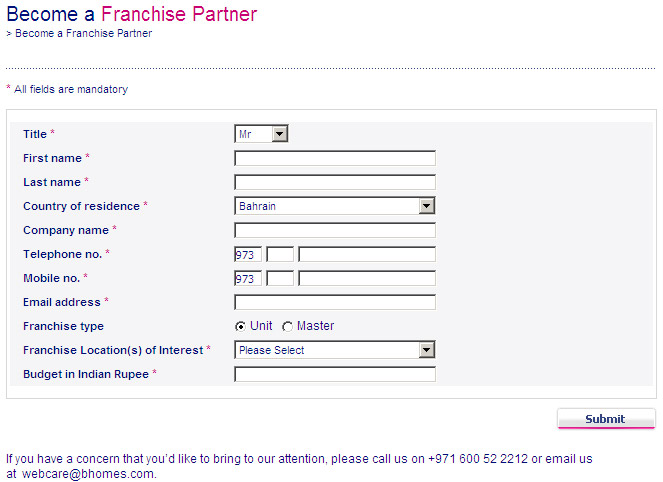 Become a Franchise Partner
> Become a Franchise Partner
* All fields are mandatory
Title * Mr
First name *
Last name *
Country of residence * Bahrain
Company name *
Telephone no. * 973
Mobile no. * 973
Email address *
Franchise type Unit Master
Franchise Location(s) of Interest * Please Select
Budget in Indian Rupee *
Submit
If you have a concern that you'd like to bring to our attention, please call us on +971 600 52 2212 or email us
at webcare@bhomes.com.